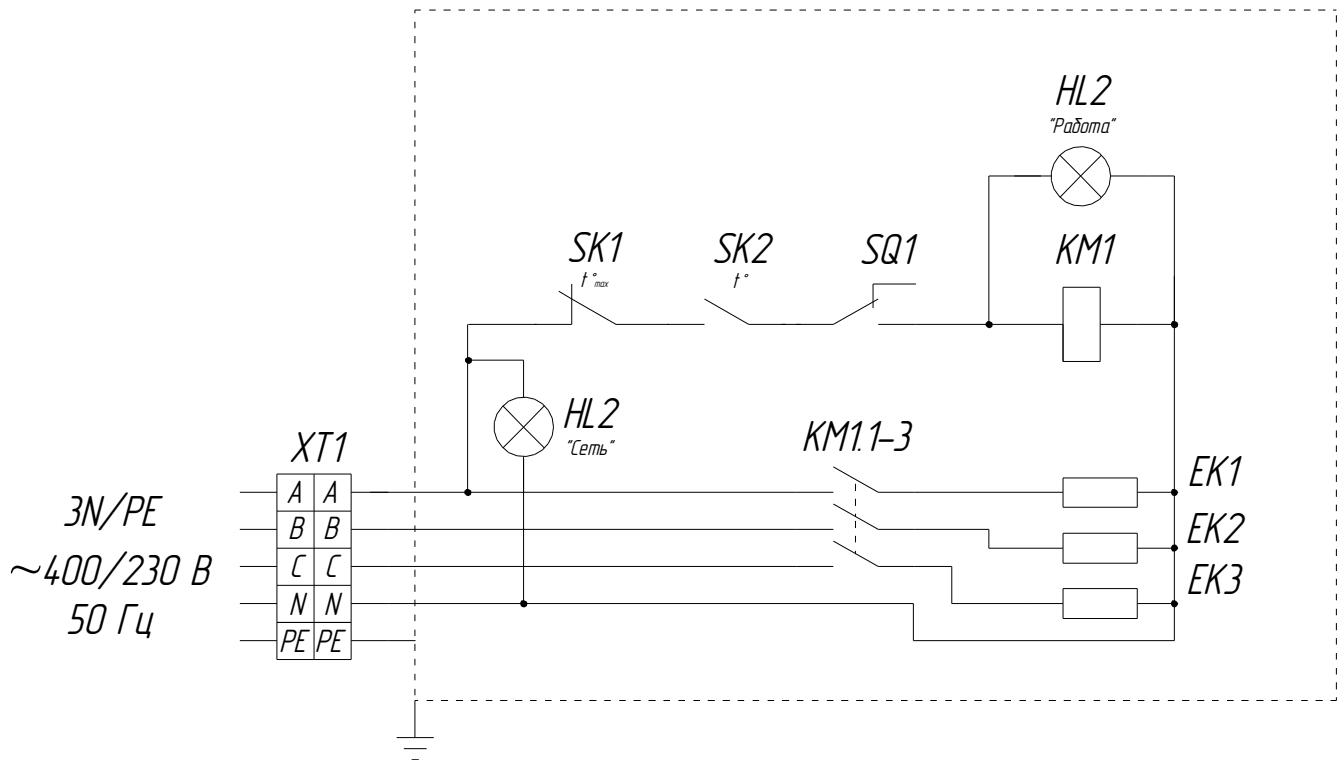 HL2
"Работа"
SK1
t°max
SK2
t°
SQ1
KM1
HL2
"Сеть"
KM1.1-3
XT1
3N/PE
~400/230 В
50 Гц
A A
B B
C C
N N
PE PE
EK1
EK2
EK3